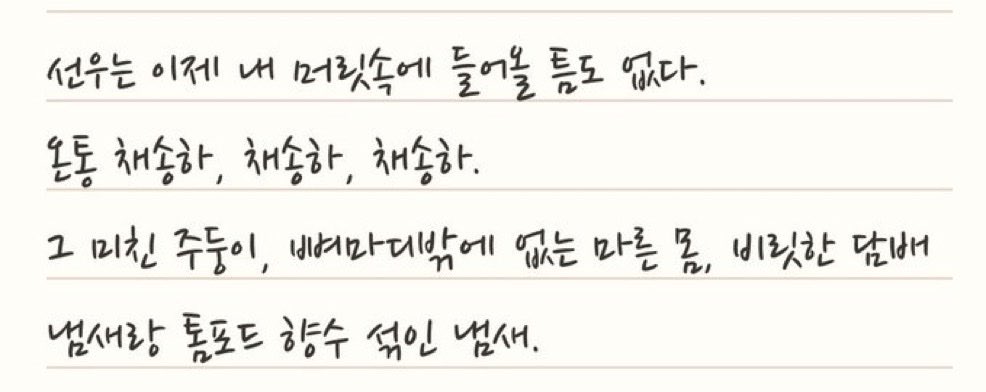 선우는 이제 내 머릿속에 들어올 틈도 없다.
온통 채송하, 채송하, 채송하.
그 미친 주둥이, 뼈마디밖에 없는 마른 몸, 비릿한 담배
냄새랑 톰포드 향수 섞인 냄새.